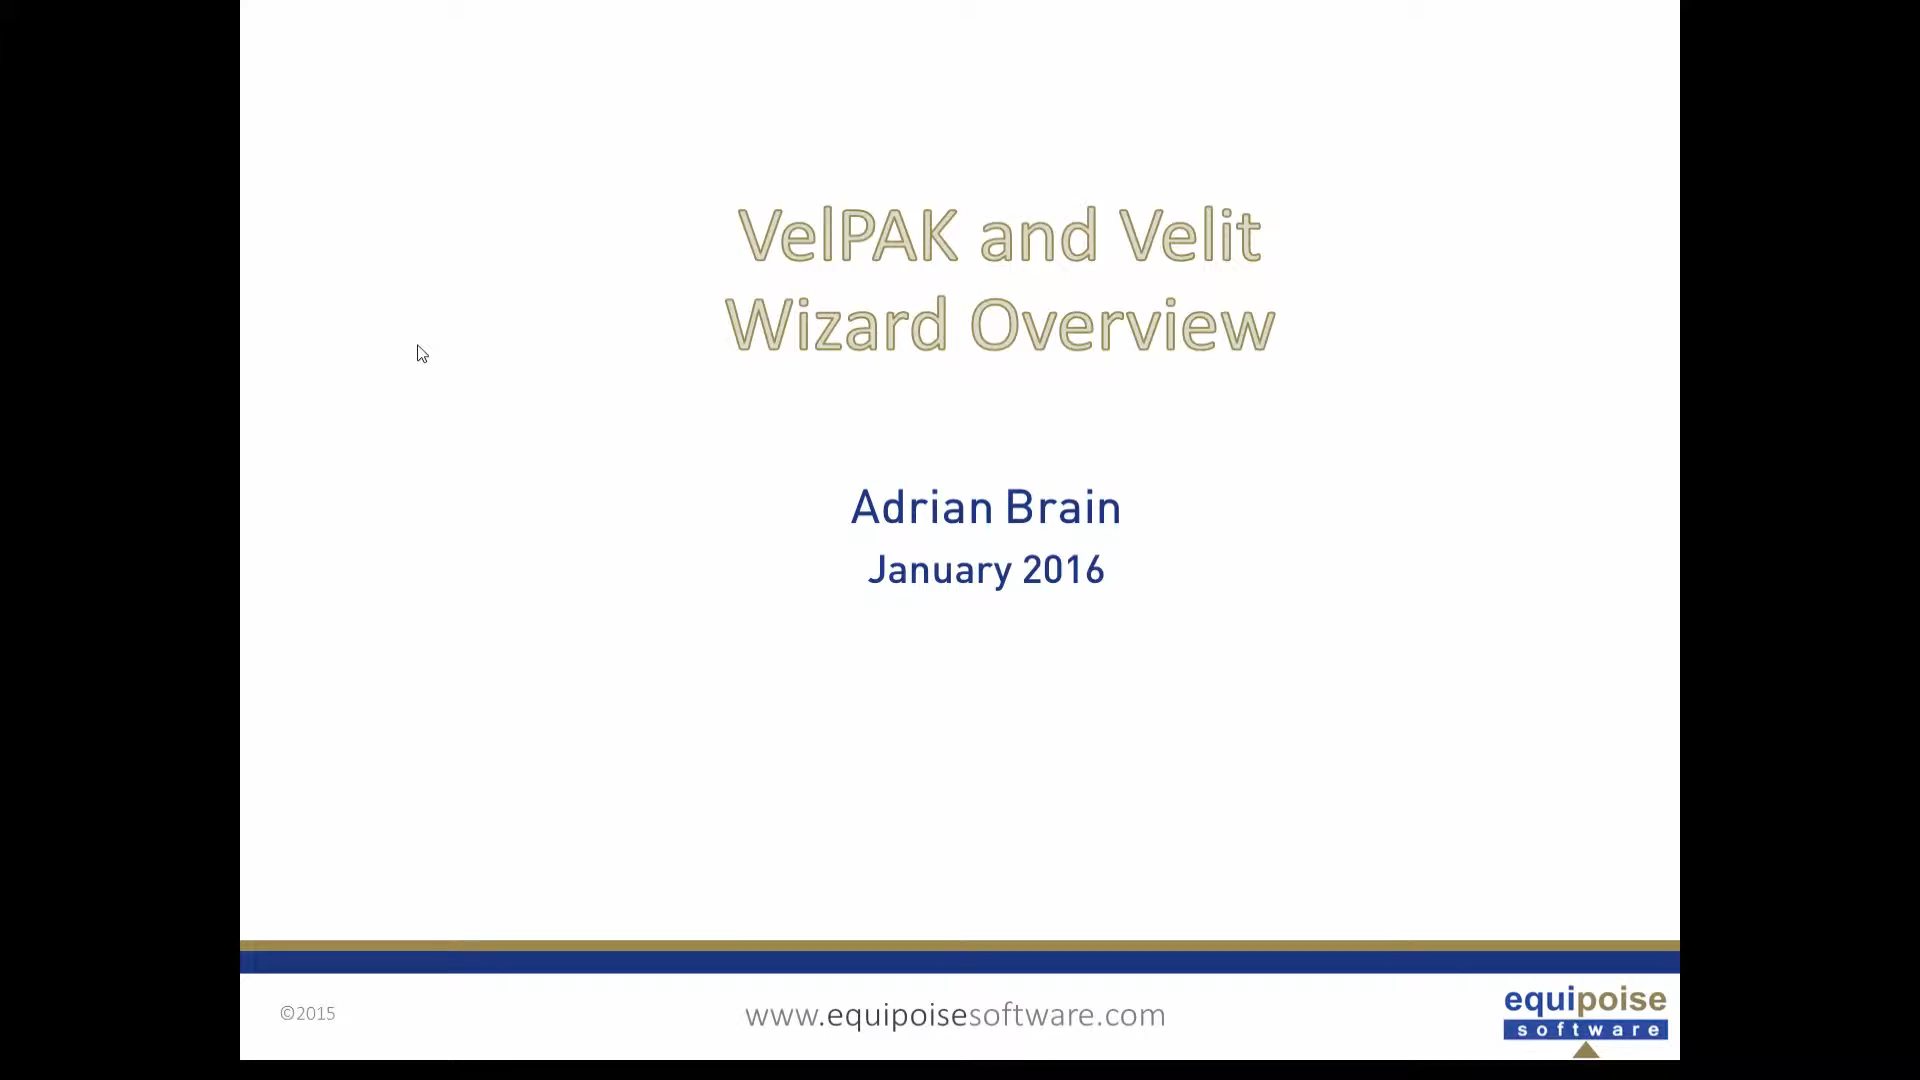 VelPAK and Velit
Wizard Overview
Adrian Brain
January 2016
©2015
www.equipoisesoftware.com
equipoise
software